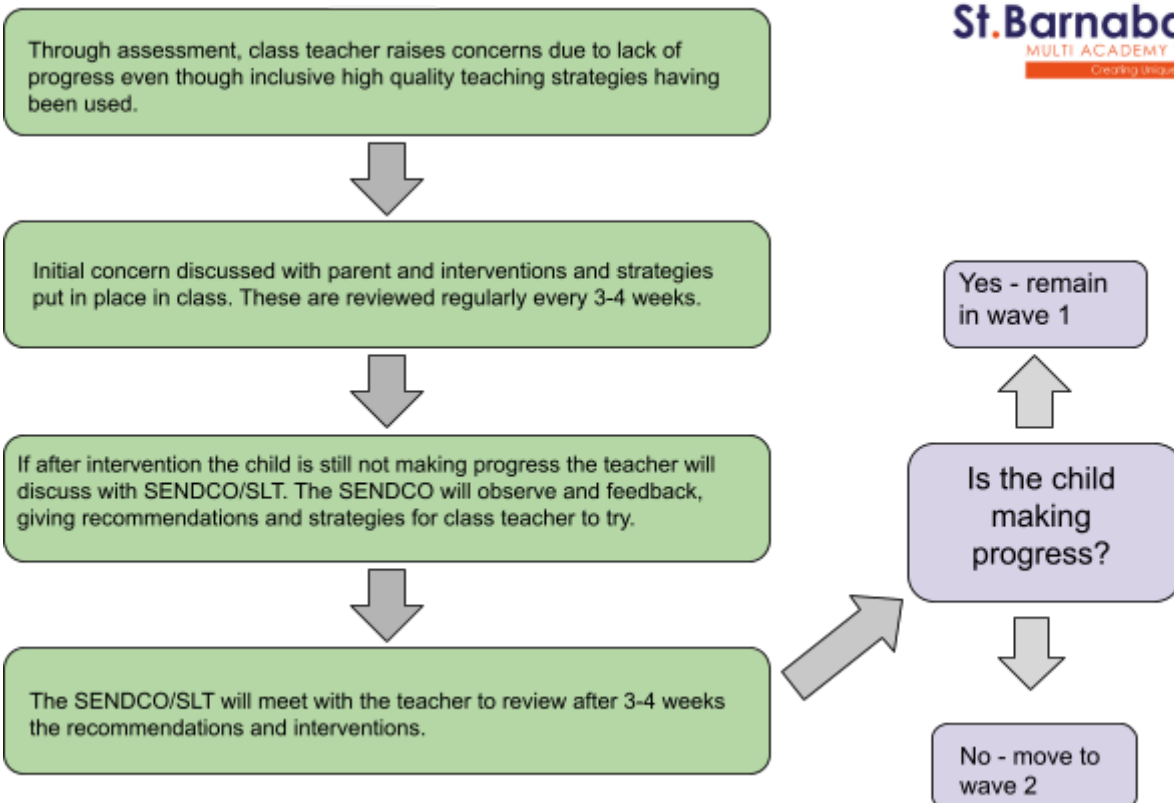 St.Barnaba
MULTI ACADEMY
Creating Unique
Through assessment, class teacher raises concerns due to lack of
progress even though inclusive high quality teaching strategies having
been used.
Initial concern discussed with parent and interventions and strategies
put in place in class. These are reviewed regularly every 3-4 weeks.
If after intervention the child is still not making progress the teacher will
discuss with SENDCO/SLT. The SENDCO will observe and feedback,
giving recommendations and strategies for class teacher to try.
The SENDCO/SLT will meet with the teacher to review after 3-4 weeks
the recommendations and interventions.
Is the child
making
progress?
Yes - remain
in wave 1
No - move to
wave 2